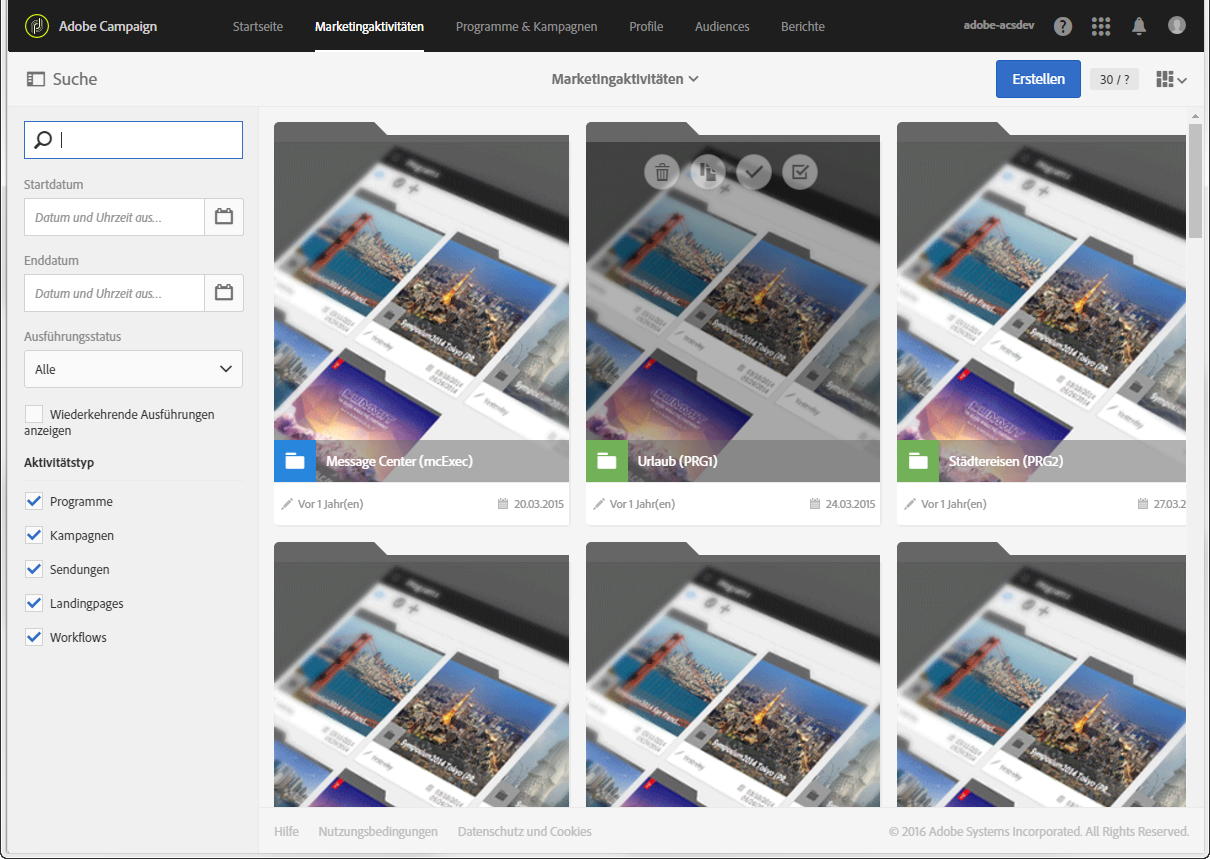 Adobe Campaign
Startseite
Marketingaktivitäten
Programme & Kampagnen
Profile
Audiences
Berichte
adobe-acsdev
Suche
Marketingaktivitäten
Erstellen
30 / ?
Startdatum
Datum und Uhrzeit aus...
Enddatum
Datum und Uhrzeit aus...
Ausführungsstatus
Alle
Wiederkehrende Ausführungen
anzeigen
Aktivitätstyp
Programme
Kampagnen
Sendungen
Landingpages
Workflows
Message Center (mcExec)
Vor 1 Jahr(en)
20.03.2015
Urlaub (PRG1)
Vor 1 Jahr(en)
24.03.2015
Städtereisen (PRG2)
Vor 1 Jahr(en)
27.03.2
Hilfe
Nutzungsbedingungen
Datenschutz und Cookies
© 2016 Adobe Systems Incorporated. All Rights Reserved.